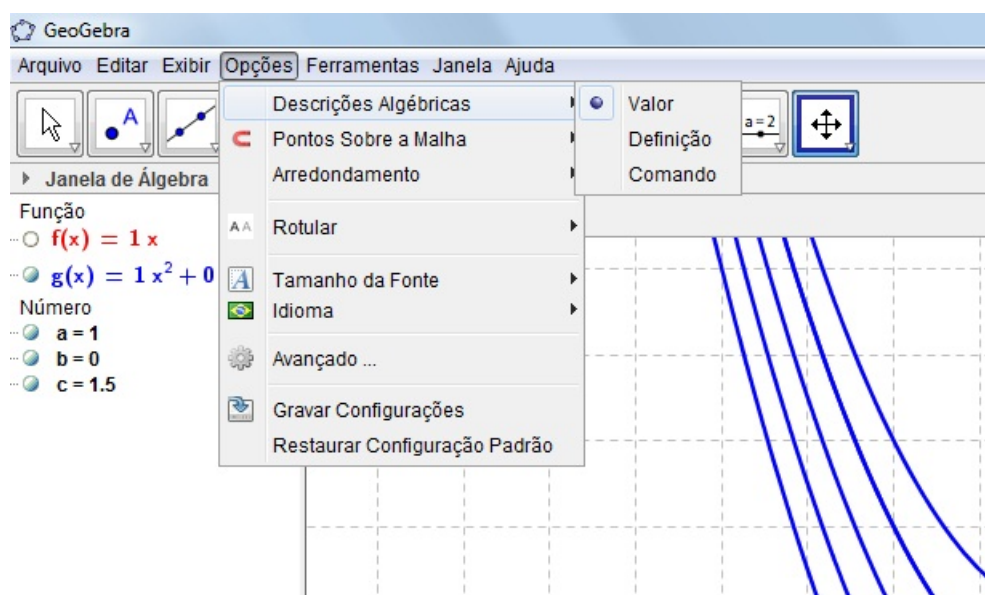 GeoGebra
Arquivo Editar Exibir Opções Ferramentas Janela Ajuda
A
a = 2
Descrições Algébricas
Valor
Pontos Sobre a Malha
Definição
Arredondamento
Comando
Janela de Álgebra
Função
f(x) = 1 x
g(x) = 1 x² + 0
Número
a = 1
b = 0
c = 1.5
A A Rotular
A Tamanho da Fonte
Idioma
Avançado ...
Gravar Configurações
Restaurar Configuração Padrão